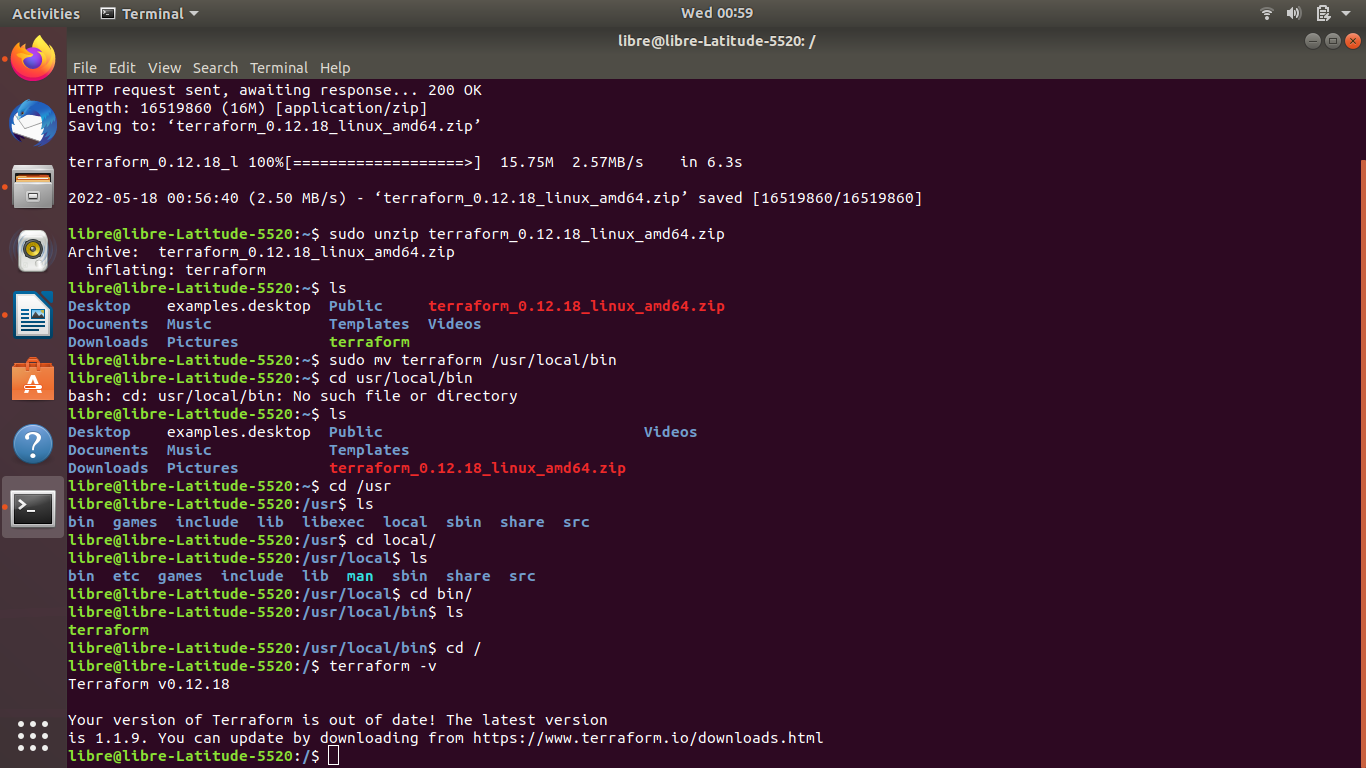 Activities Terminal Wed 00:59
libre@libre-Latitude-5520: /
File Edit View Search Terminal Help
HTTP request sent, awaiting response... 200 OK
Length: 16519860 (16M) [application/zip]
Saving to: ‘terraform_0.12.18_linux_amd64.zip’
terraform_0.12.18_l 100%[===================>]  15.75M  2.57MB/s    in 6.3s
2022-05-18 00:56:40 (2.50 MB/s) - ‘terraform_0.12.18_linux_amd64.zip’ saved [16519860/16519860]
libre@libre-Latitude-5520:~$ sudo unzip terraform_0.12.18_linux_amd64.zip
Archive:  terraform_0.12.18_linux_amd64.zip
  inflating: terraform
libre@libre-Latitude-5520:~$ ls
Desktop    examples.desktop  Public     terraform_0.12.18_linux_amd64.zip
Documents  Music             Templates  Videos
Downloads  Pictures          terraform
libre@libre-Latitude-5520:~$ sudo mv terraform /usr/local/bin
libre@libre-Latitude-5520:~$ cd usr/local/bin
bash: cd: usr/local/bin: No such file or directory
libre@libre-Latitude-5520:~$ ls
Desktop    examples.desktop  Public                             Videos
Documents  Music             Templates
Downloads  Pictures          terraform_0.12.18_linux_amd64.zip
libre@libre-Latitude-5520:~$ cd /usr
libre@libre-Latitude-5520:/usr$ ls
bin  games  include  lib  libexec  local  sbin  share  src
libre@libre-Latitude-5520:/usr$ cd local/
libre@libre-Latitude-5520:/usr/local$ ls
bin  etc  games  include  lib  man  sbin  share  src
libre@libre-Latitude-5520:/usr/local$ cd bin/
libre@libre-Latitude-5520:/usr/local/bin$ ls
terraform
libre@libre-Latitude-5520:/usr/local/bin$ cd /
libre@libre-Latitude-5520:/$ terraform -v
Terraform v0.12.18
Your version of Terraform is out of date! The latest version
is 1.1.9. You can update by downloading from https://www.terraform.io/downloads.html
libre@libre-Latitude-5520:/$